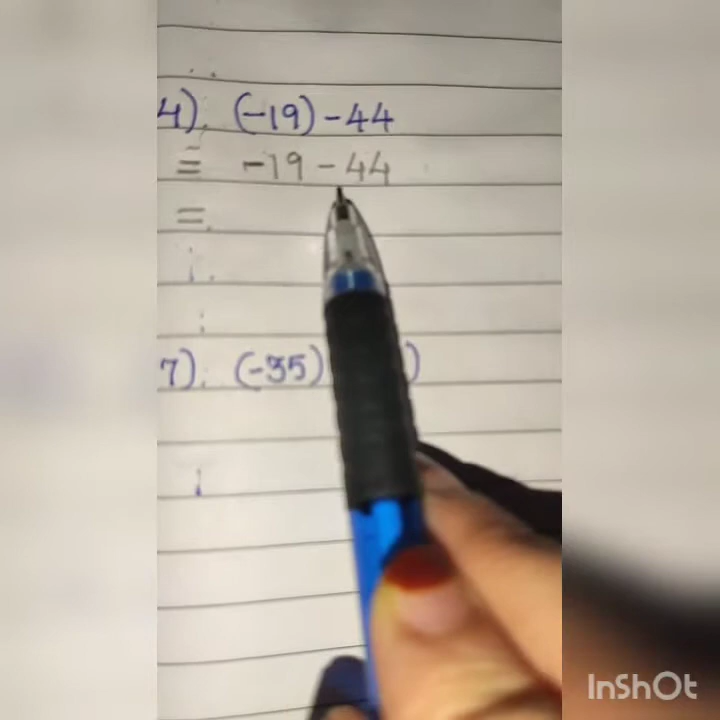 4). (-19) - 44
= -19 - 44
=
7). (-35) )
InShOt